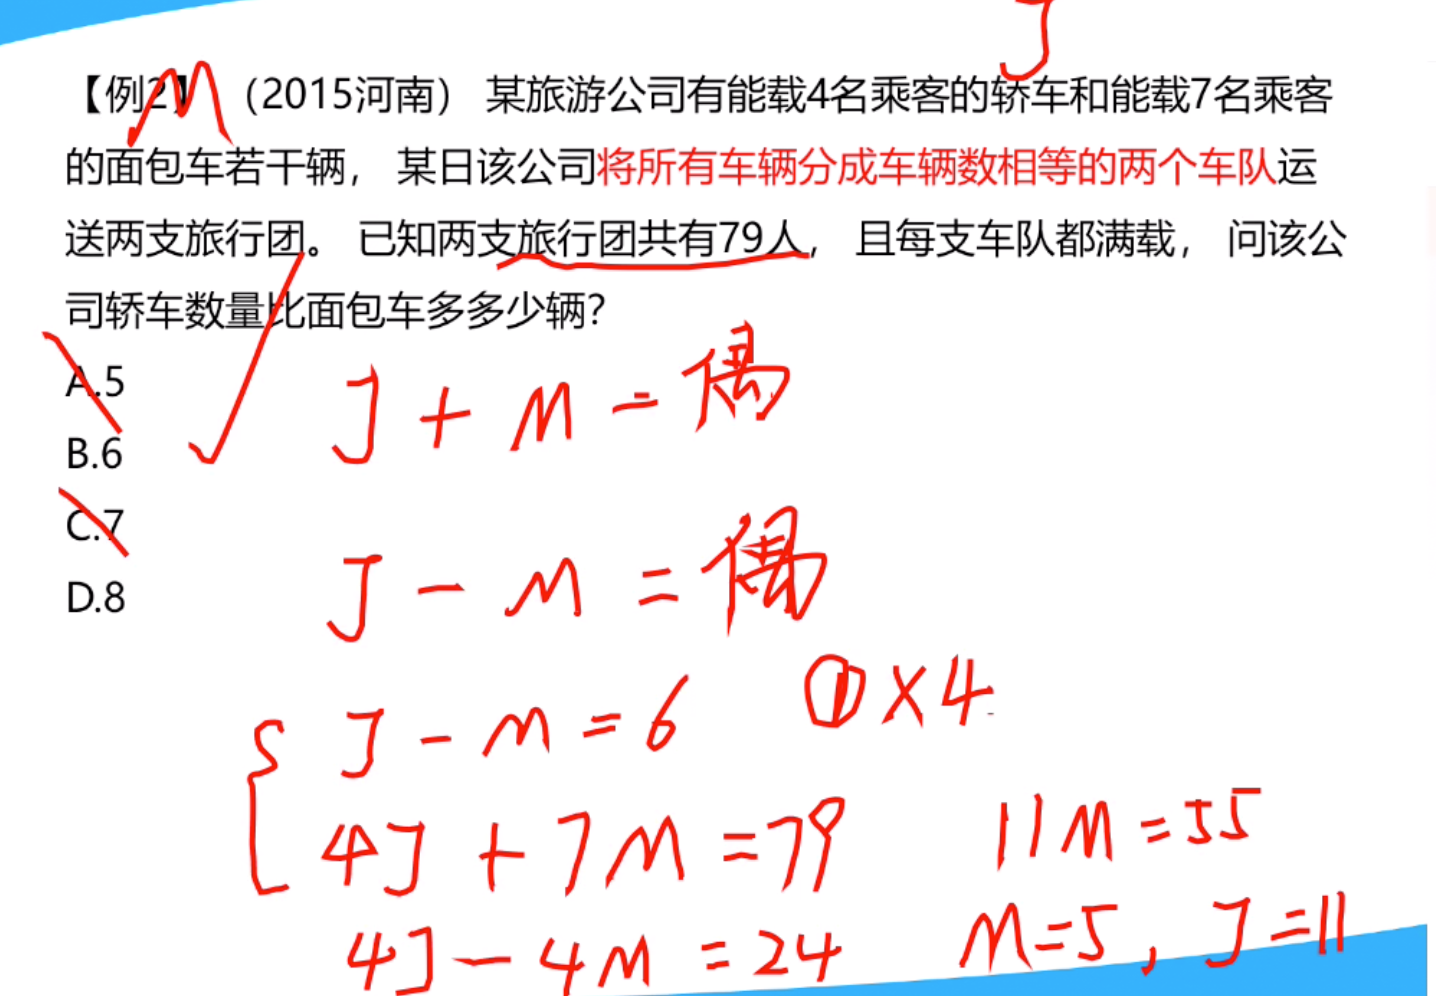 J
【例2】（2015河南） 某旅游公司有能载4名乘客的轿车和能载7名乘客
M
的面包车若干辆， 某日该公司将所有车辆分成车辆数相等的两个车队运
送两支旅行团。 已知两支旅行团共有79人， 且每支车队都满载， 问该公
司轿车数量比面包车多多少辆？
A.5
J + M = 偶
B.6
C.7
J - M = 偶
D.8
J - M = 6 ①×4
4J + 7M = 79 11M = 55
4J - 4M = 24 M=5, J=11